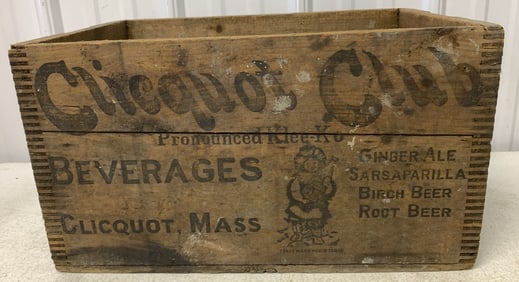 Clicquot Club
Pronounced Klee-Ko
BEVERAGES
CLICQUOT, MASS
GINGER ALE
SARSAPARILLA
BIRCH BEER
ROOT BEER